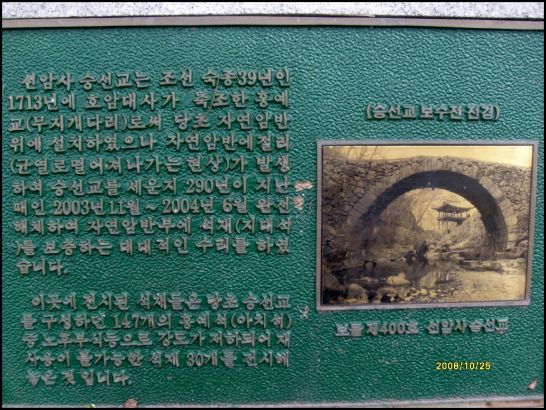 선암사 승선교는 조선 숙종39년인
1713년에 호암대사가 축조한 홍예
교(무지개다리)로써 당초 자연암반
위에 설치하였으나 자연암반에절리
(균열로떨어져나가는현상)가 발생
하여 승선교를 세운지 290년이 지난
때인 2003년11월~2004년 6월 완전
해체하여 자연암반부에 석재(지대석
)를 보충하는 대대적인 수리를 하였
습니다.
이곳에 전시된 석재들은 당초 승선교
를 구성하던 147개의 홍예석(아치석)
중 노후부식등으로 강도가 저하되어 재
사용이 불가능한 석재 30개를 전시해
놓은 것 입니다.
(승선교 보수전 전경)
보물 제400호 선암사 승선교
2008/10/25